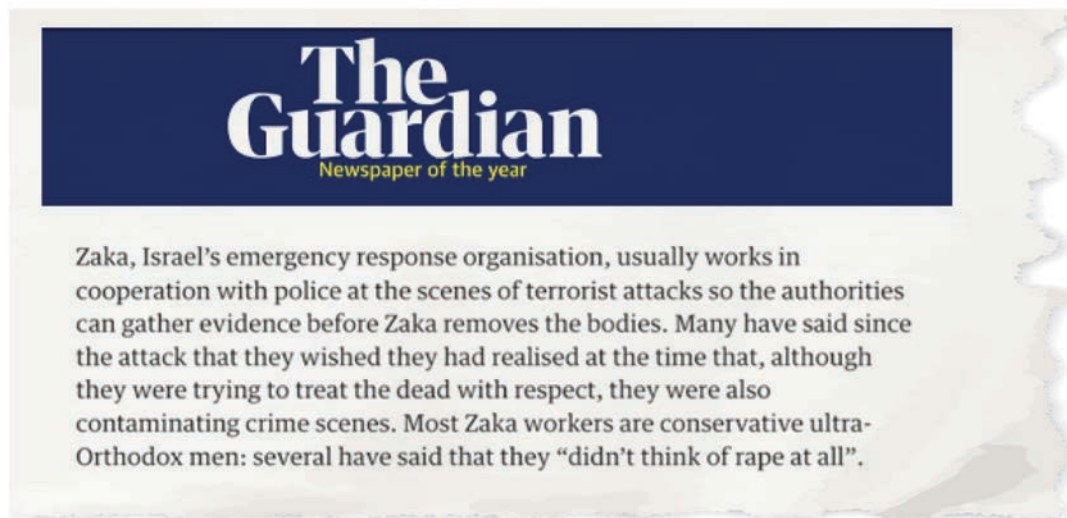 The
Guardian
Newspaper of the year
Zaka, Israel’s emergency response organisation, usually works in
cooperation with police at the scenes of terrorist attacks so the authorities
can gather evidence before Zaka removes the bodies. Many have said since
the attack that they wished they had realised at the time that, although
they were trying to treat the dead with respect, they were also
contaminating crime scenes. Most Zaka workers are conservative ultra-
Orthodox men: several have said that they “didn’t think of rape at all”.